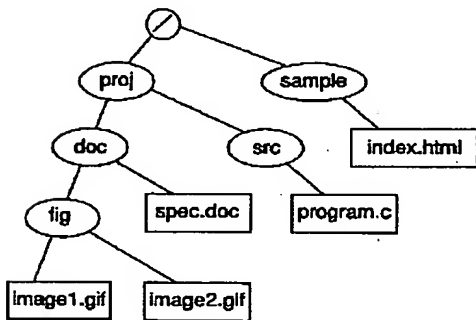 /
proj
sample
doc
src
index.html
fig
spec.doc
program.c
image1.gif
image2.gif